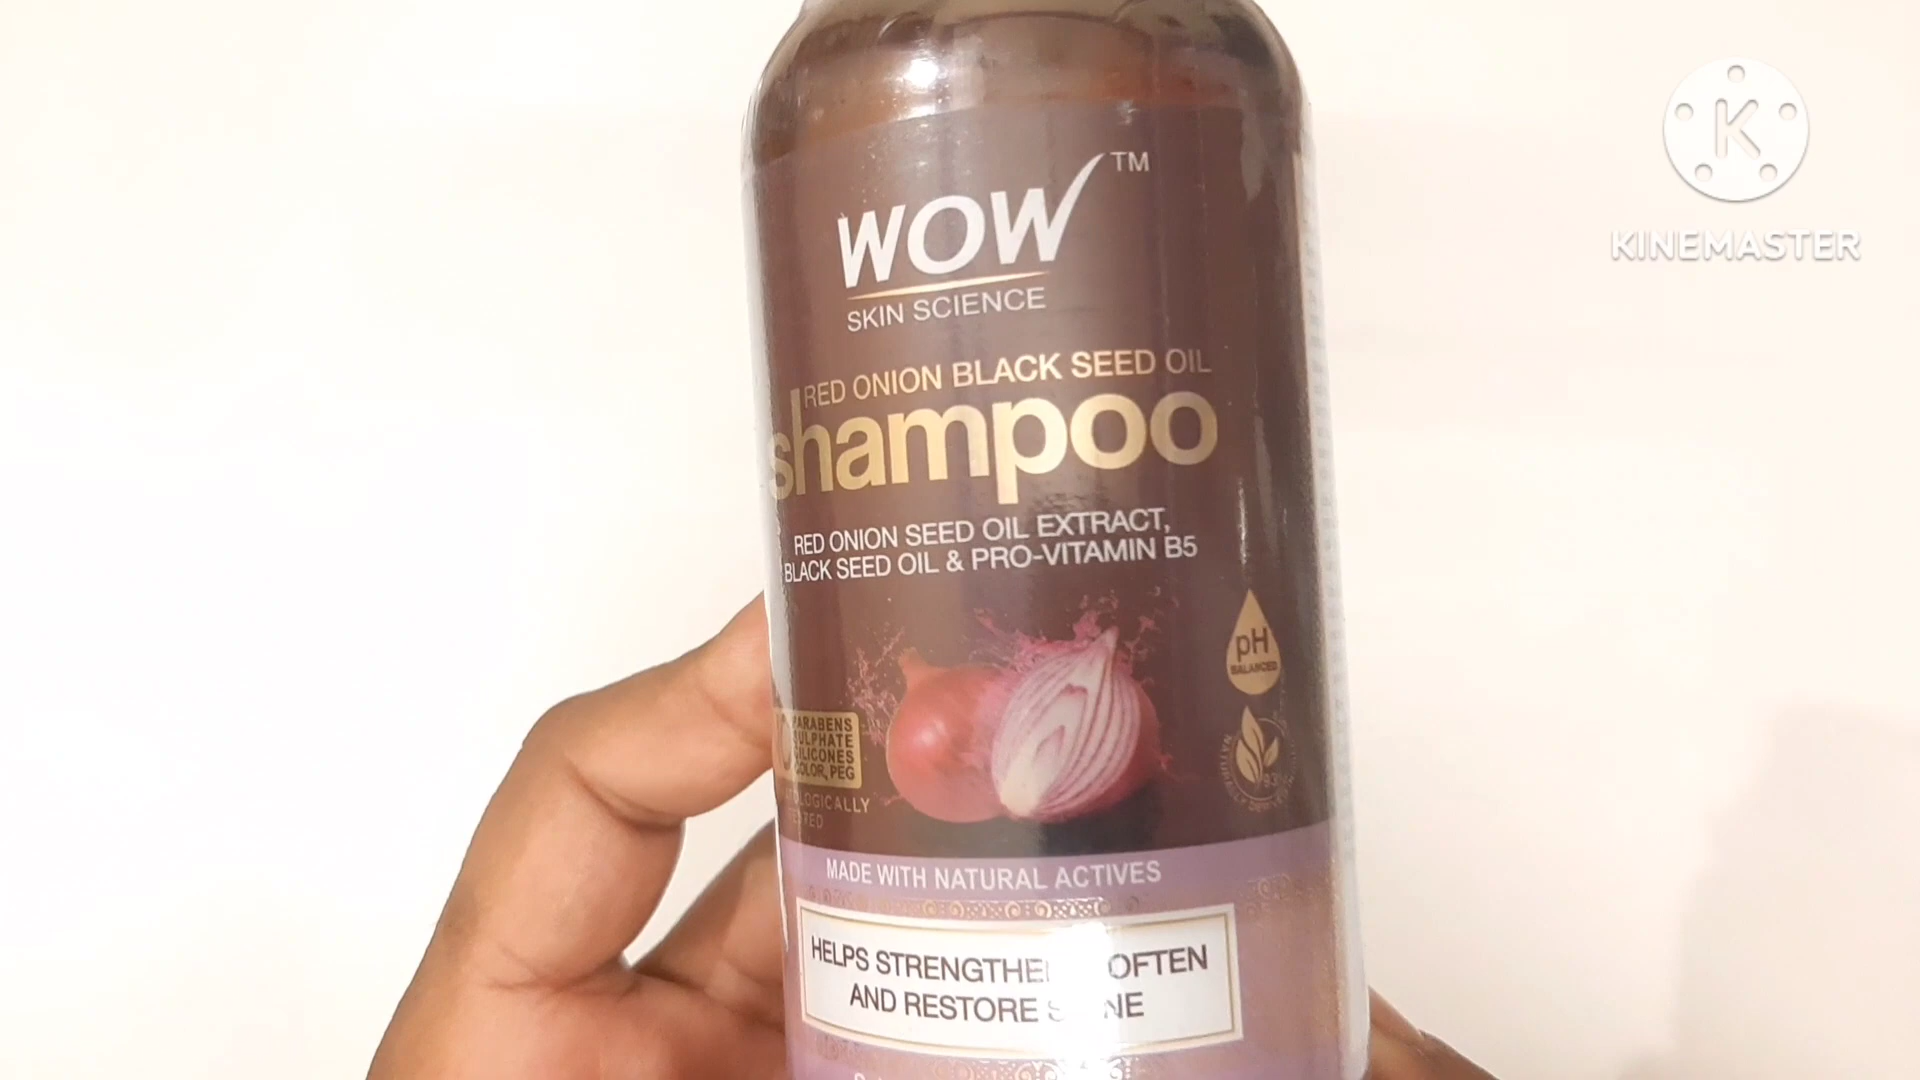 WOW™
SKIN SCIENCE
RED ONION BLACK SEED OIL
shampoo
RED ONION SEED OIL EXTRACT,
BLACK SEED OIL & PRO-VITAMIN B5
pH
BALANCED
PARABENS
SULPHATE
SILICONES
COLOR, PEG
MADE WITH NATURAL ACTIVES
HELPS STRENGTHEN
AND RESTORE
K
KINEMASTER